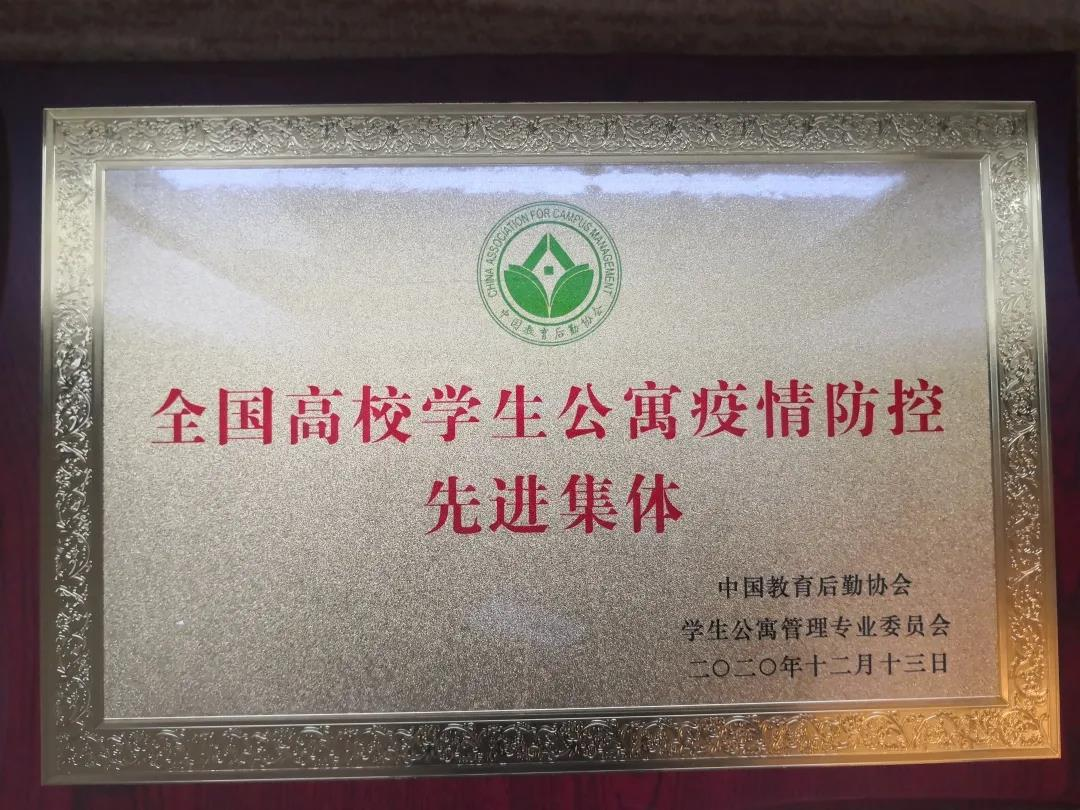 CHINA ASSOCIATION FOR CAMPUS MANAGEMENT
中国教育后勤协会
全国高校学生公寓疫情防控
先进集体
中国教育后勤协会
学生公寓管理专业委员会
二〇二〇年十二月十三日